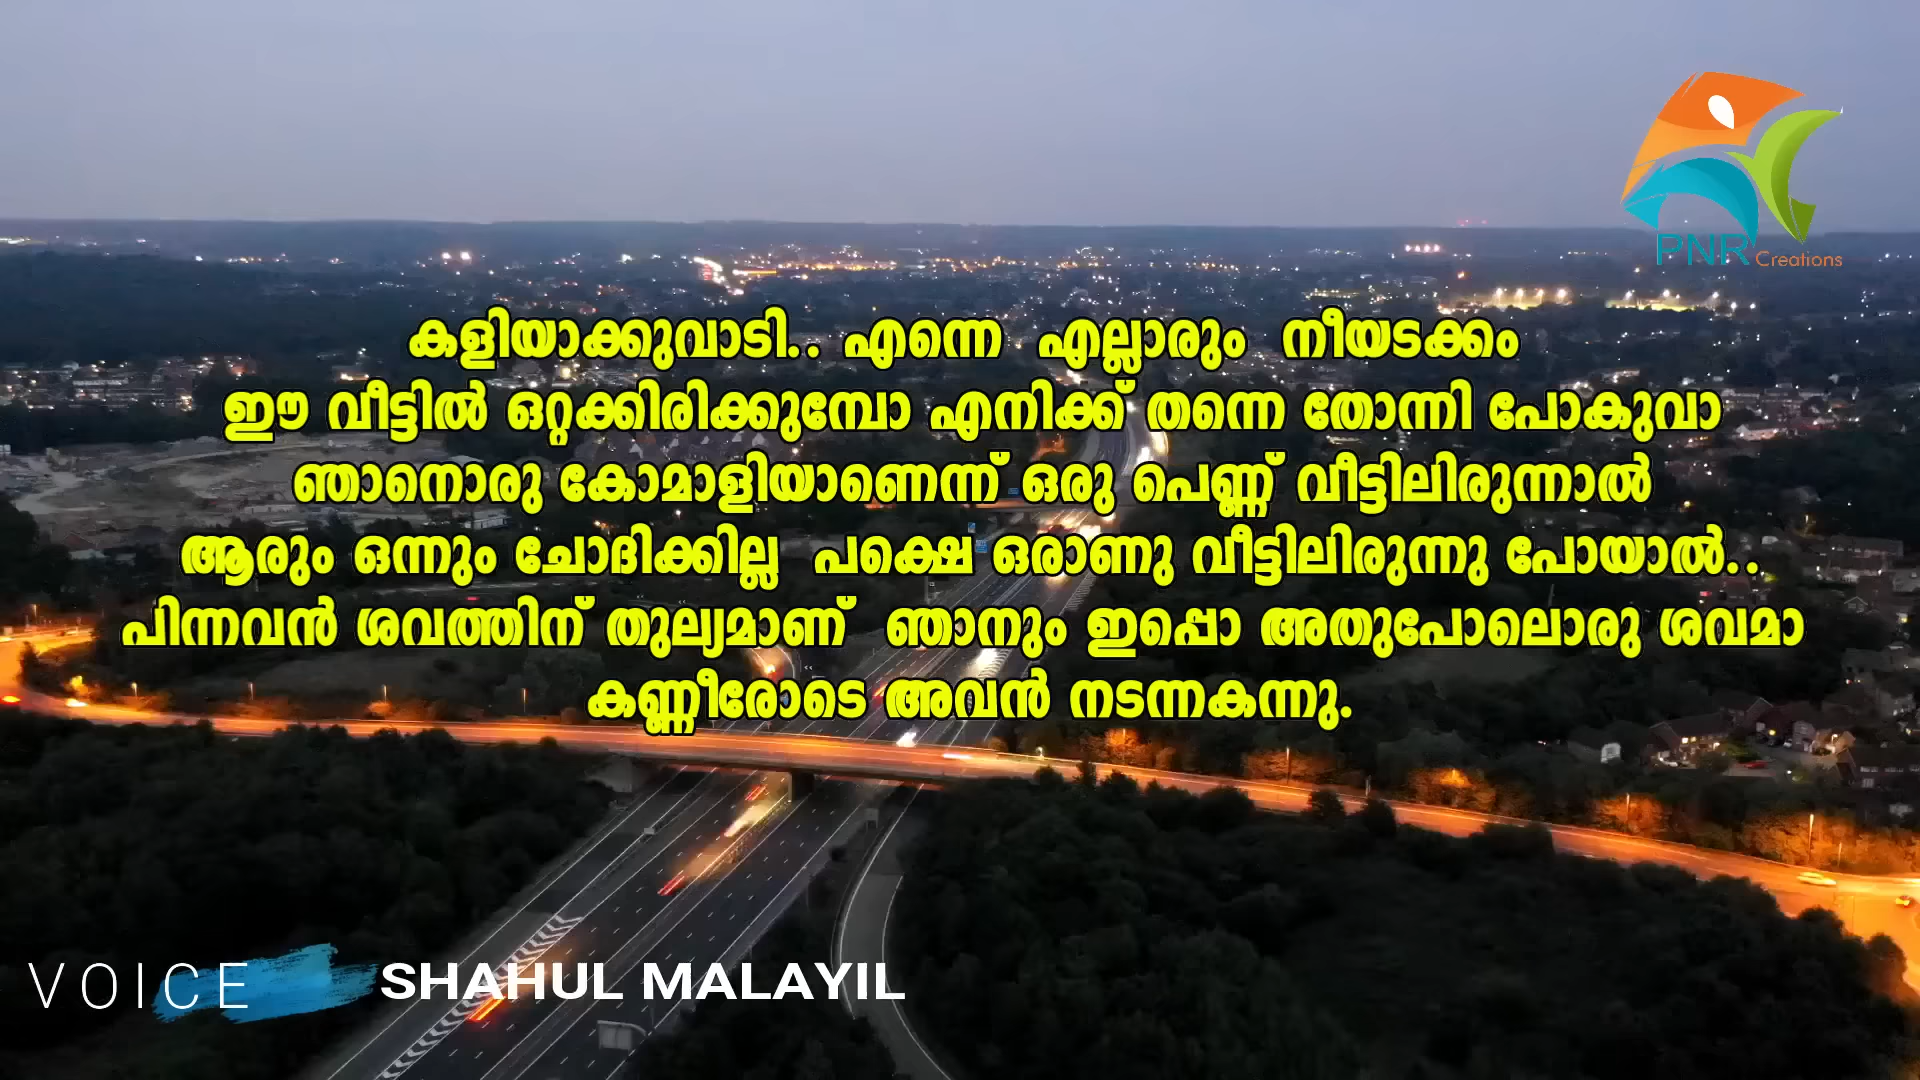 PNR Creations
കളിയാക്കുവാടി.. എന്നെ എല്ലാരും നീയടക്കം
ഈ വീട്ടിൽ ഒറ്റക്കിരിക്കുമ്പോ എനിക്ക് തന്നെ തോന്നി പോകുവാ
ഞാനൊരു കോമാളിയാണെന്ന് ഒരു പെണ്ണ് വീട്ടിലിരുന്നാൽ
ആരും ഒന്നും ചോദിക്കില്ല പക്ഷെ ഒരാണു വീട്ടിലിരുന്നു പോയാൽ..
പിന്നവൻ ശവത്തിന് തുല്യമാണ് ഞാനും ഇപ്പൊ അതുപോലൊരു ശവമാ
കണ്ണീരോടെ അവൻ നടന്നകന്നു.
VOICE SHAHUL MALAYIL